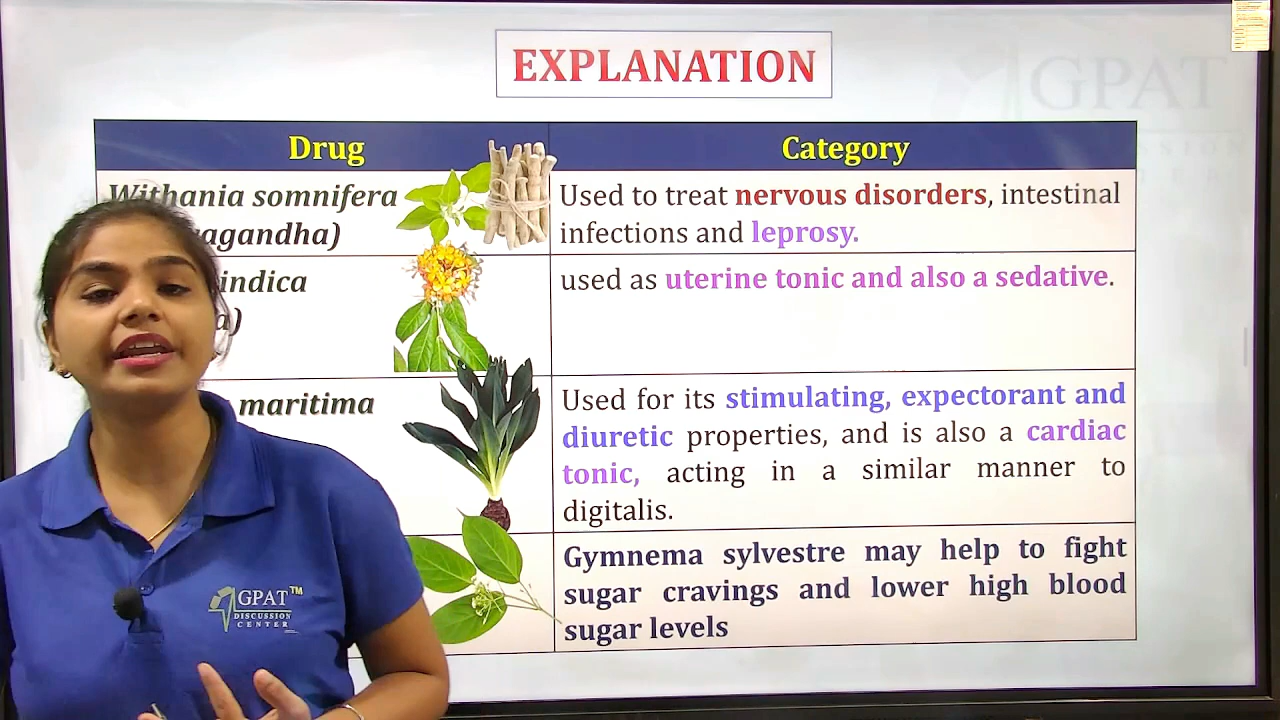 EXPLANATION
GPAT
Drug
Category
Withania somnifera
agandha)
Used to treat nervous disorders, intestinal
infections and leprosy.
indica
used as uterine tonic and also a sedative.
maritima
Used for its stimulating, expectorant and
diuretic properties, and is also a cardiac
tonic, acting in a similar manner to
digitalis.
Gymnema sylvestre may help to fight
sugar cravings and lower high blood
sugar levels
GPAT™
DISCUSSION
CENTER